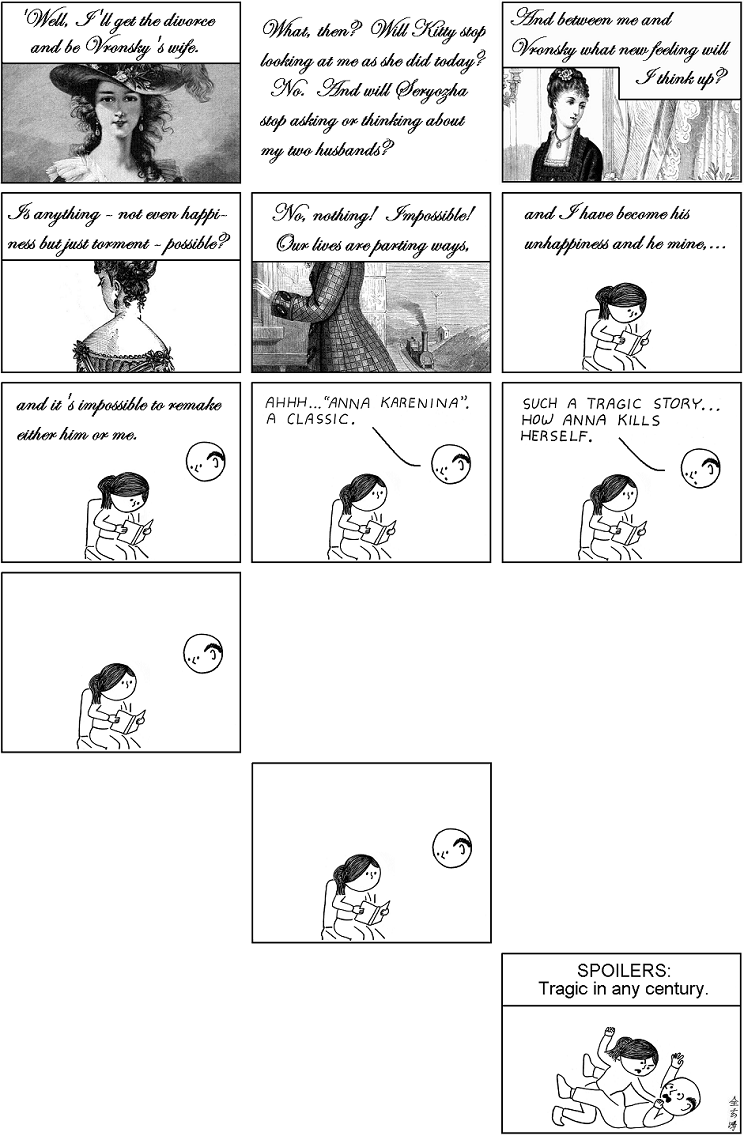 'Well, I'll get the divorce
and be Vronsky's wife.
What, then? Will Kitty stop
looking at me as she did today?
No. And will Seryozha
stop asking or thinking about
my two husbands?
And between me and
Vronsky what new feeling will
I think up?
Is anything ~ not even happi-
ness but just torment ~ possible?
No, nothing! Impossible!
Our lives are parting ways,
and I have become his
unhappiness and he mine,...
and it's impossible to remake
either him or me.
AHHH..."ANNA KARENINA".
A CLASSIC.
SUCH A TRAGIC STORY...
HOW ANNA KILLS
HERSELF.
SPOILERS:
Tragic in any century.